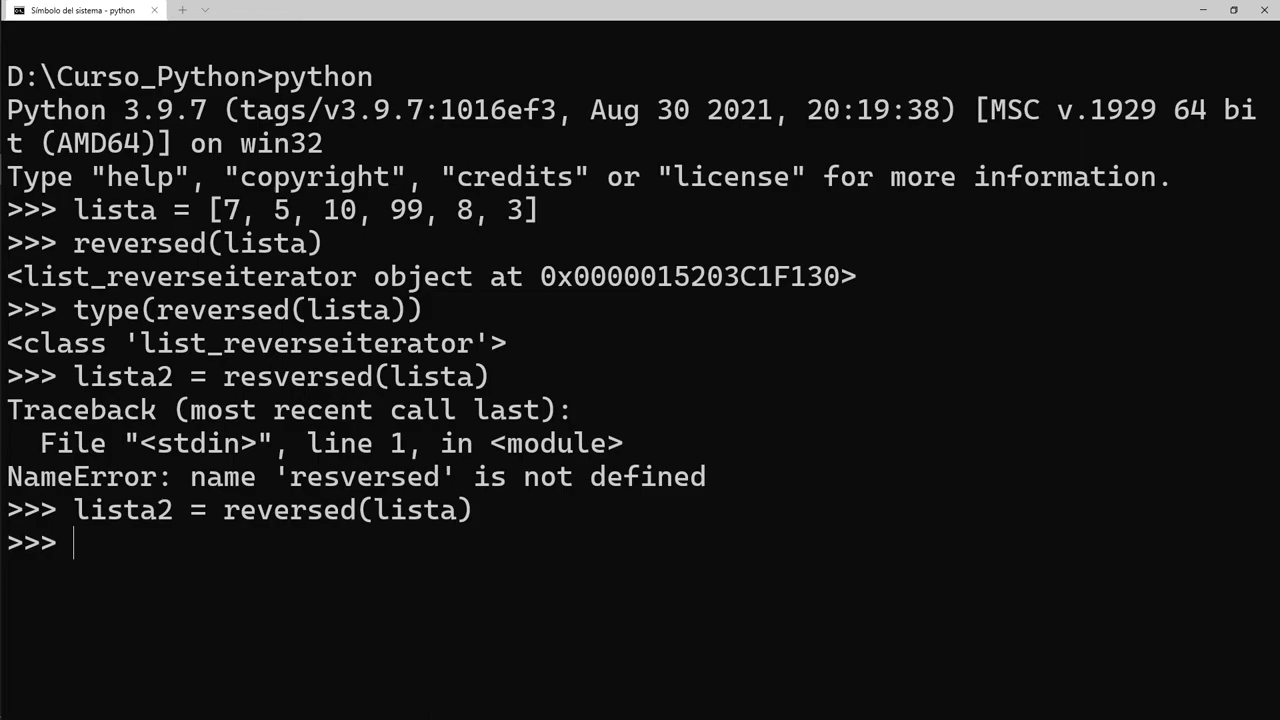 Símbolo del sistema - python
D:\Curso_Python>python
Python 3.9.7 (tags/v3.9.7:1016ef3, Aug 30 2021, 20:19:38) [MSC v.1929 64 bi
t (AMD64)] on win32
Type "help", "copyright", "credits" or "license" for more information.
>>> lista = [7, 5, 10, 99, 8, 3]
>>> reversed(lista)
<list_reverseiterator object at 0x0000015203C1F130>
>>> type(reversed(lista))
<class 'list_reverseiterator'>
>>> lista2 = resversed(lista)
Traceback (most recent call last):
  File "<stdin>", line 1, in <module>
NameError: name 'resversed' is not defined
>>> lista2 = reversed(lista)
>>>